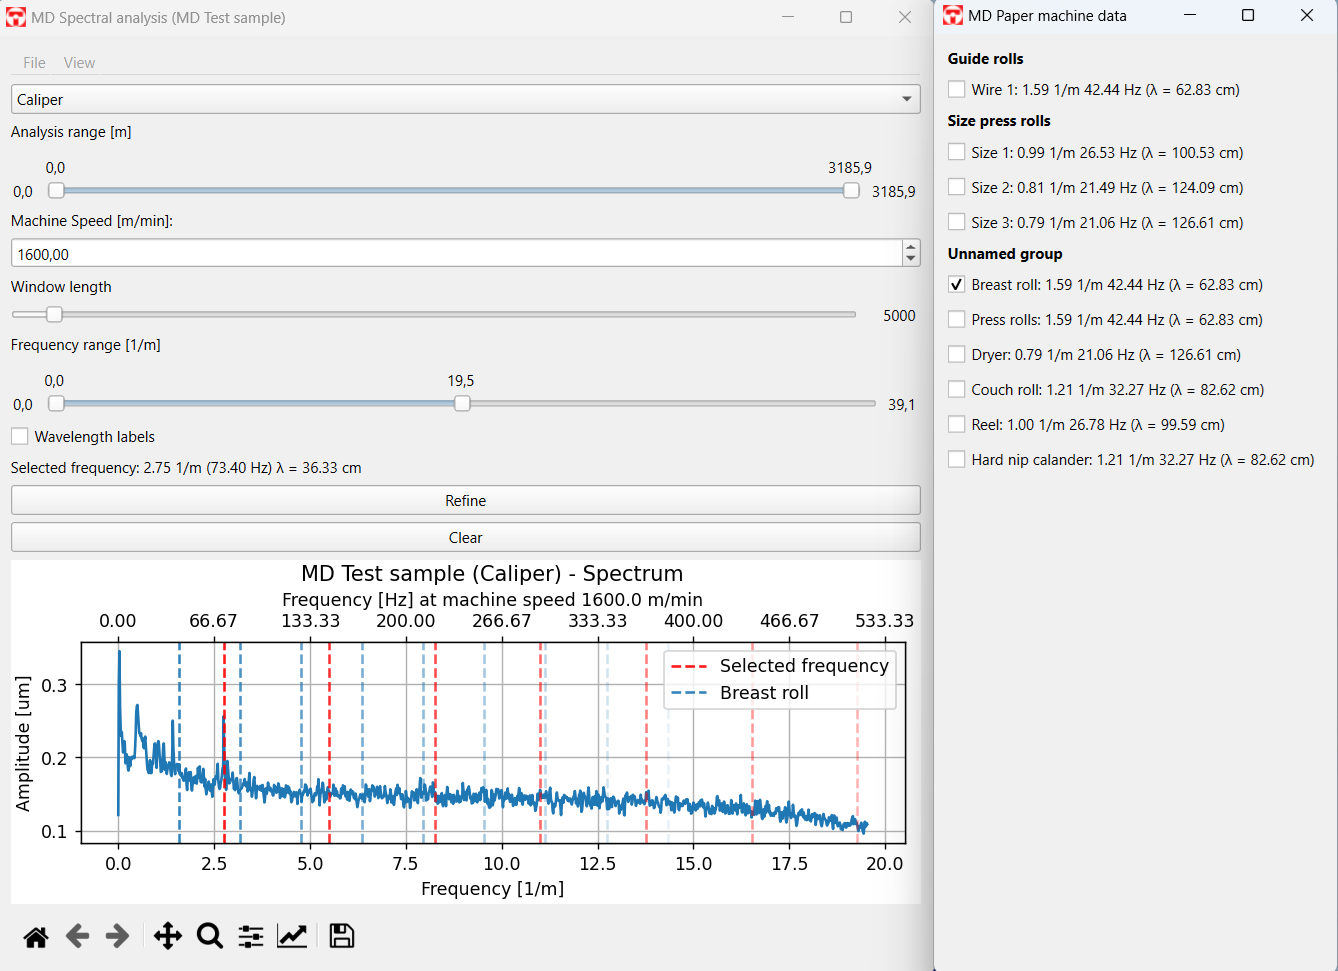 MD Spectral analysis (MD Test sample)
File View
Caliper
Analysis range [m]
0,0 3185,9
0,0 3185,9
Machine Speed [m/min]:
1600,00
Window length
5000
Frequency range [1/m]
0,0 19,5
0,0 39,1
Wavelength labels
Selected frequency: 2.75 1/m (73.40 Hz) λ = 36.33 cm
Refine
Clear
MD Test sample (Caliper) - Spectrum
Frequency [Hz] at machine speed 1600.0 m/min
0.00 66.67 133.33 200.00 266.67 333.33 400.00 466.67 533.33
Selected frequency
Breast roll
Amplitude [um]
0.3
0.2
0.1
0.0 2.5 5.0 7.5 10.0 12.5 15.0 17.5 20.0
Frequency [1/m]
MD Paper machine data
Guide rolls
Wire 1: 1.59 1/m 42.44 Hz (λ = 62.83 cm)
Size press rolls
Size 1: 0.99 1/m 26.53 Hz (λ = 100.53 cm)
Size 2: 0.81 1/m 21.49 Hz (λ = 124.09 cm)
Size 3: 0.79 1/m 21.06 Hz (λ = 126.61 cm)
Unnamed group
Breast roll: 1.59 1/m 42.44 Hz (λ = 62.83 cm)
Press rolls: 1.59 1/m 42.44 Hz (λ = 62.83 cm)
Dryer: 0.79 1/m 21.06 Hz (λ = 126.61 cm)
Couch roll: 1.21 1/m 32.27 Hz (λ = 82.62 cm)
Reel: 1.00 1/m 26.78 Hz (λ = 99.59 cm)
Hard nip calander: 1.21 1/m 32.27 Hz (λ = 82.62 cm)